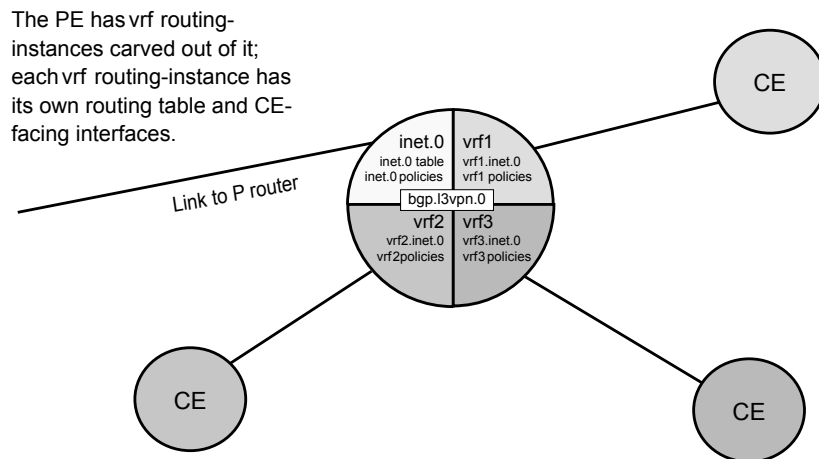 The PE has vrf routing-
instances carved out of it;
each vrf routing-instance has
its own routing table and CE-
facing interfaces.
CE
inet.0
inet.0 table
inet.0 policies
vrf1
vrf1.inet.0
vrf1 policies
Link to P router
bgp.l3vpn.0
vrf2
vrf2.inet.0
vrf2policies
vrf3
vrf3.inet.0
vrf3 policies
CE
CE